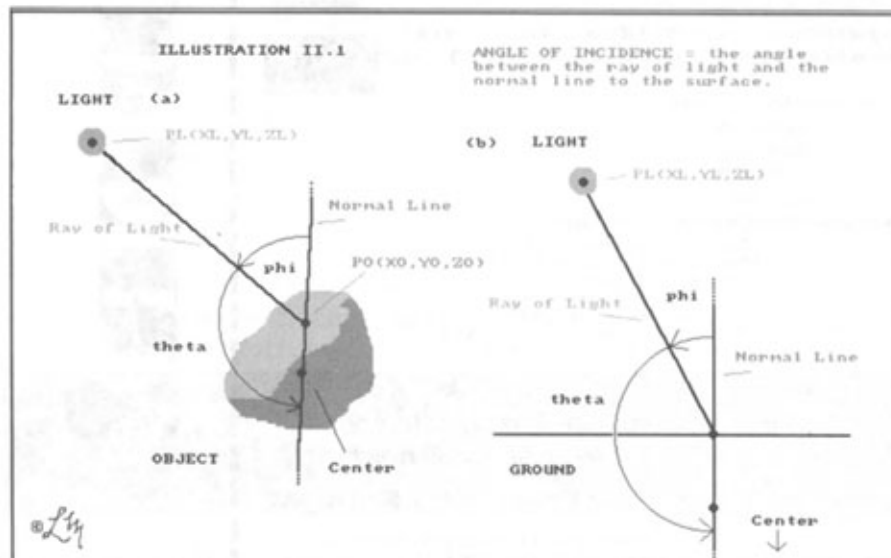 ILLUSTRATION II.1
ANGLE OF INCIDENCE = the angle
between the ray of light and the
normal line to the surface.
LIGHT (a)
PL(XL,YL,ZL)
Normal Line
Ray of Light
phi
PO(XO,YO,ZO)
theta
OBJECT
Center
(b) LIGHT
PL(XL,YL,ZL)
phi
Ray of Light
Normal Line
theta
GROUND
Center
©LM